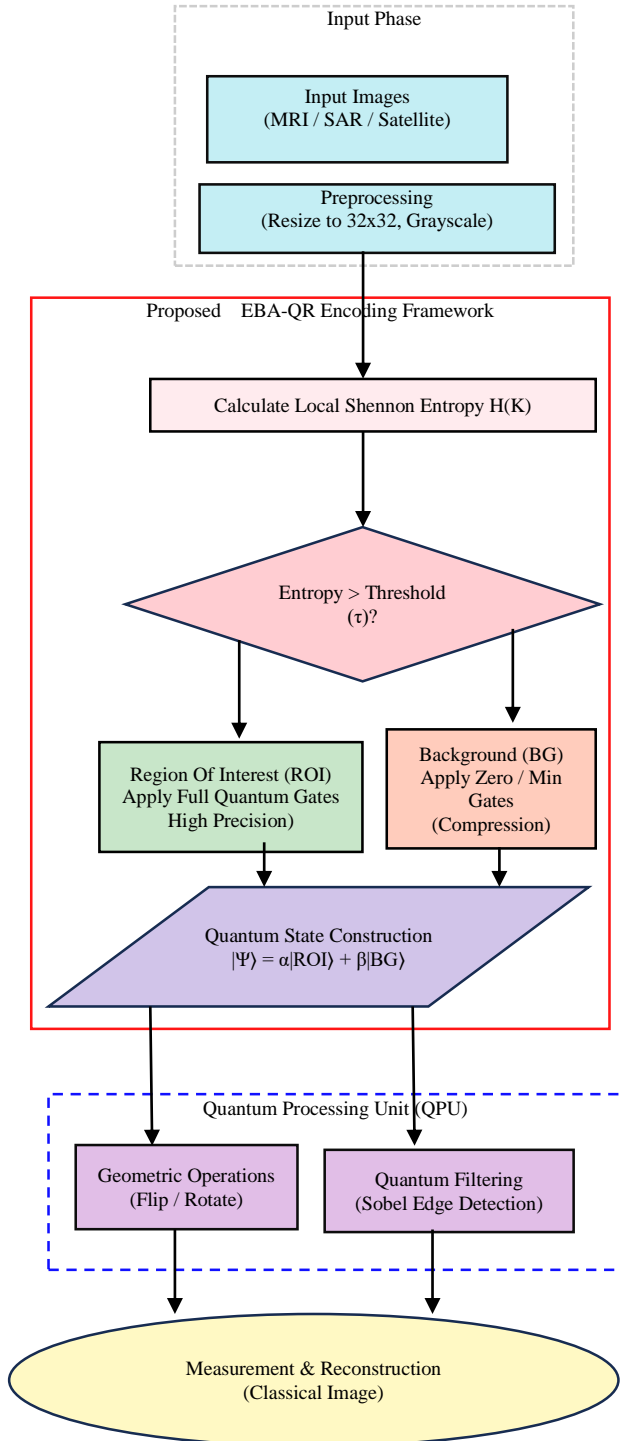 Input Phase
Input Images
(MRI / SAR / Satellite)
Preprocessing
(Resize to 32x32, Grayscale)
Proposed EBA-QR Encoding Framework
Calculate Local Shennon Entropy H(K)
Entropy > Threshold
(τ)?
Region Of Interest (ROI)
Apply Full Quantum Gates
High Precision)
Background (BG)
Apply Zero / Min
Gates
(Compression)
Quantum State Construction
|Ψ⟩ = α|ROI⟩ + β|BG⟩
Quantum Processing Unit (QPU)
Geometric Operations
(Flip / Rotate)
Quantum Filtering
(Sobel Edge Detection)
Measurement & Reconstruction
(Classical Image)